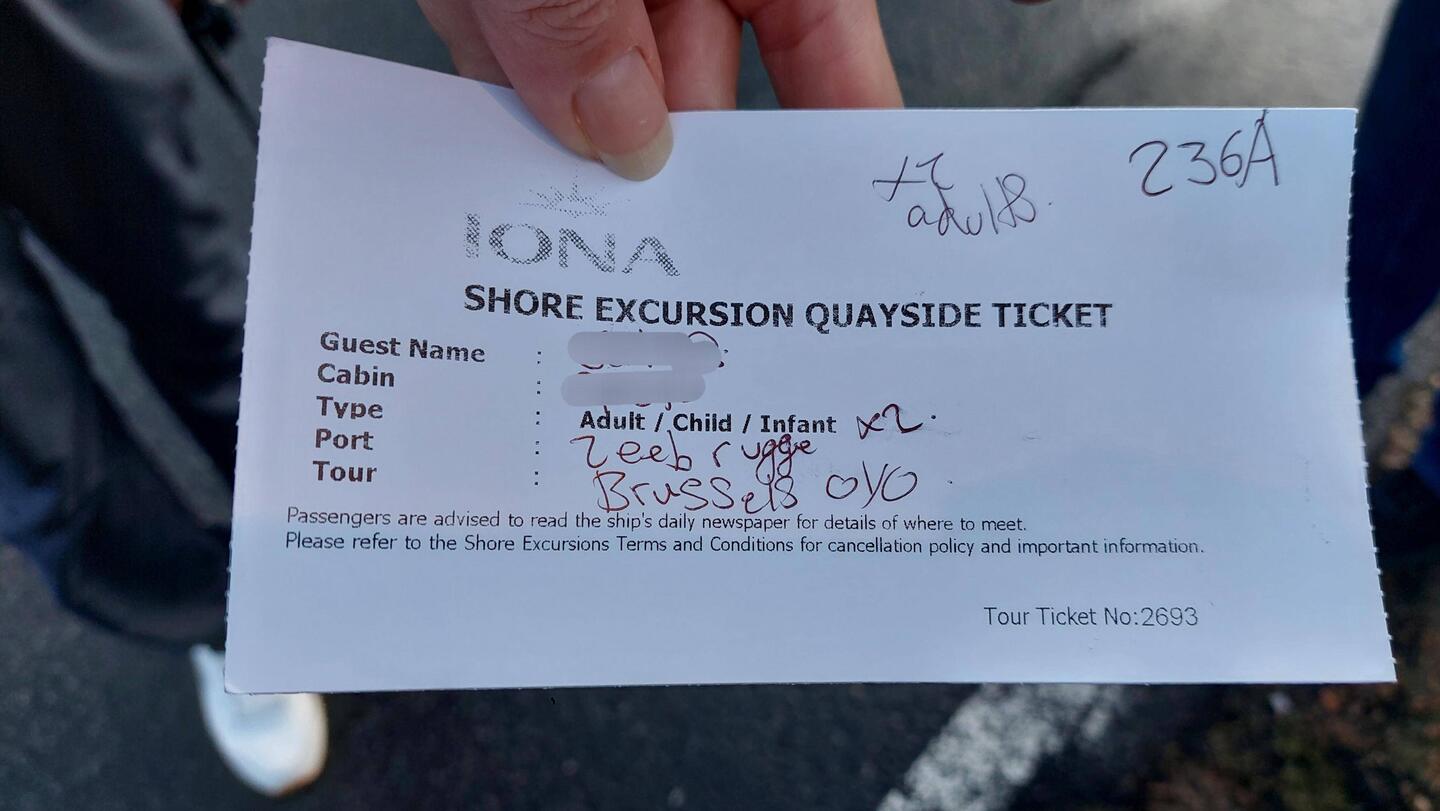 236A
x2
adults.
IONA
SHORE EXCURSION QUAYSIDE TICKET
Guest Name :
Cabin :
Type : Adult / Child / Infant x2.
Port : Zeebrugge
Tour : Brussels O/O
Passengers are advised to read the ship's daily newspaper for details of where to meet.
Please refer to the Shore Excursions Terms and Conditions for cancellation policy and important information.
Tour Ticket No:2693